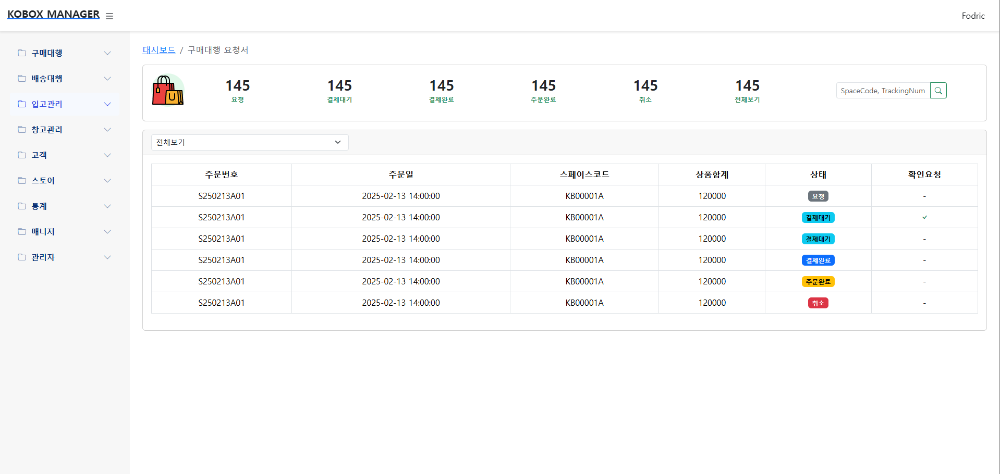 KOBOX MANAGER
Fodric
구매대행
배송대행
입고관리
창고관리
고객
스토어
통계
매니저
관리자
대시보드 / 구매대행 요청서
145 145 145 145 145 145
요청 결제대기 결제완료 주문완료 취소 전체보기
SpaceCode, TrackingNum
전체보기
주문번호 주문일 스페이스코드 상품합계 상태 확인요청
S250213A01 2025-02-13 14:00:00 KB00001A 120000 요청 -
S250213A01 2025-02-13 14:00:00 KB00001A 120000 결제대기
S250213A01 2025-02-13 14:00:00 KB00001A 120000 결제대기 -
S250213A01 2025-02-13 14:00:00 KB00001A 120000 결제완료 -
S250213A01 2025-02-13 14:00:00 KB00001A 120000 주문완료 -
S250213A01 2025-02-13 14:00:00 KB00001A 120000 취소 -